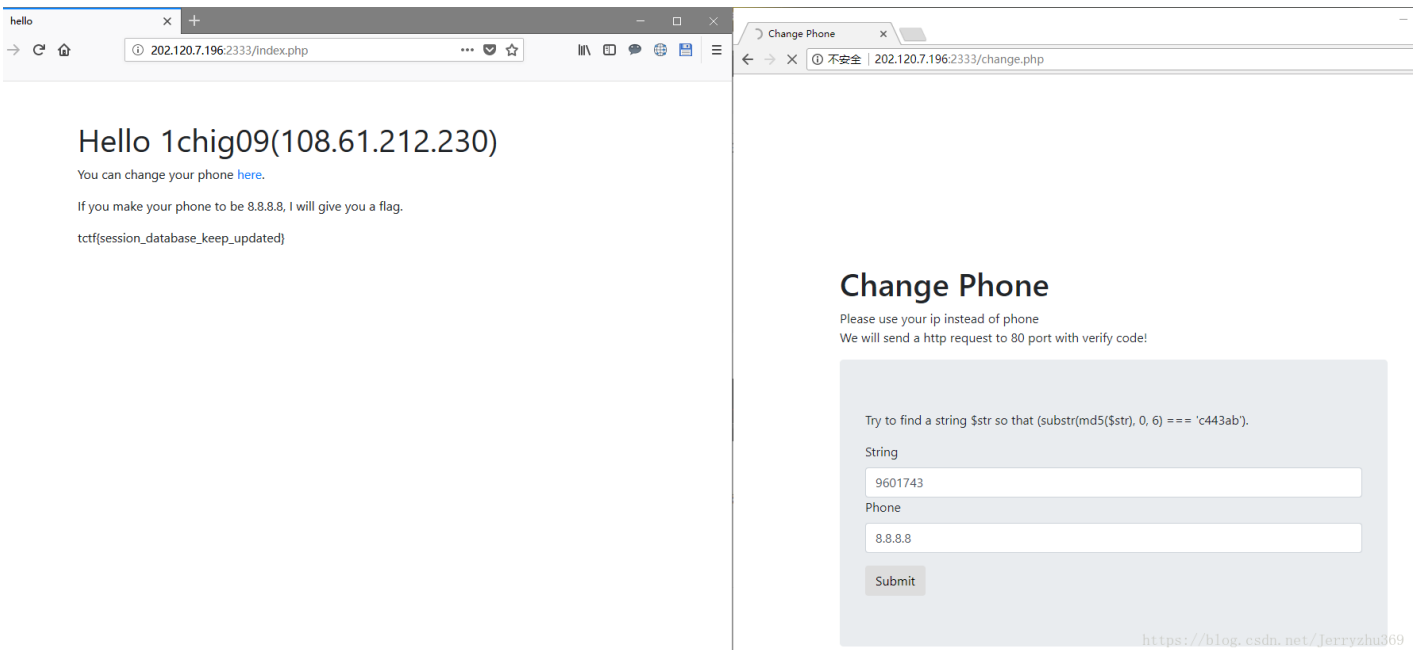 hello
202.120.7.196:2333/index.php
Hello 1chig09(108.61.212.230)
You can change your phone here.
If you make your phone to be 8.8.8.8, I will give you a flag.
tctf{session_database_keep_updated}
Change Phone
不安全 | 202.120.7.196:2333/change.php
Change Phone
Please use your ip instead of phone
We will send a http request to 80 port with verify code!
Try to find a string $str so that (substr(md5($str), 0, 6) === 'c443ab').
String
9601743
Phone
8.8.8.8
Submit
https://blog.csdn.net/Jerryzhu369